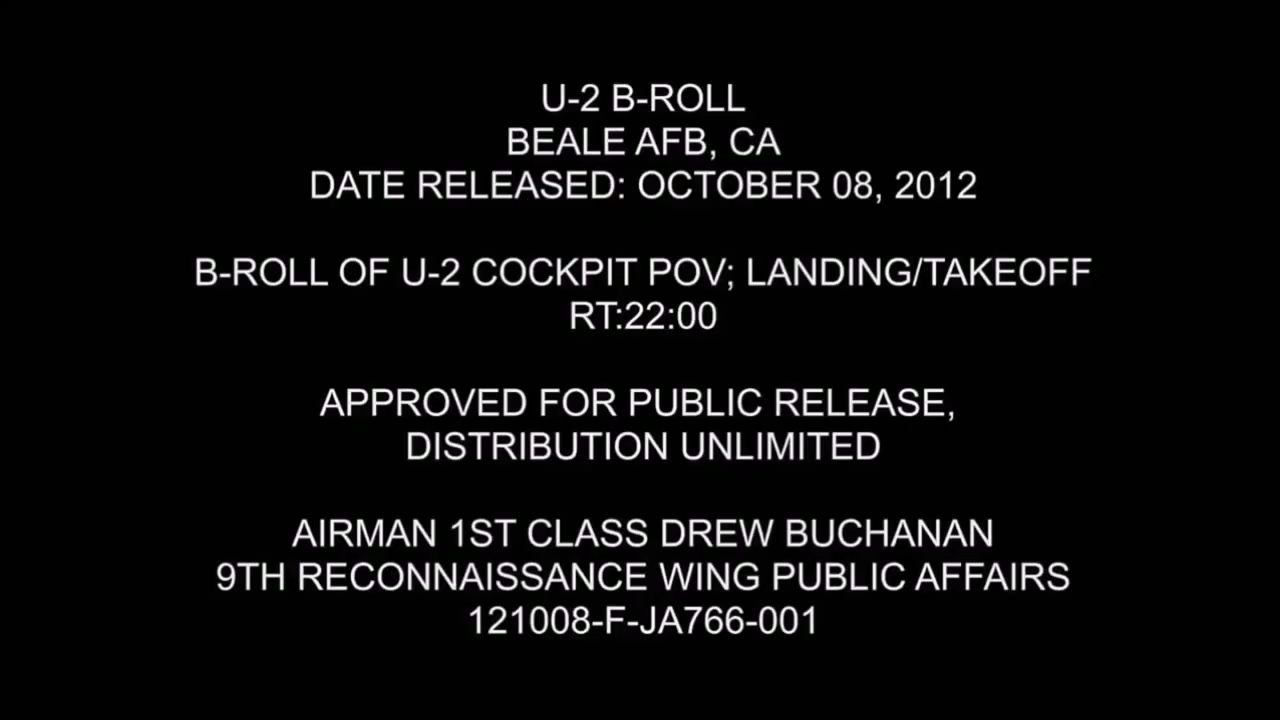 U-2 B-ROLL
BEALE AFB, CA
DATE RELEASED: OCTOBER 08, 2012
B-ROLL OF U-2 COCKPIT POV; LANDING/TAKEOFF
RT:22:00
APPROVED FOR PUBLIC RELEASE,
DISTRIBUTION UNLIMITED
AIRMAN 1ST CLASS DREW BUCHANAN
9TH RECONNAISSANCE WING PUBLIC AFFAIRS
121008-F-JA766-001